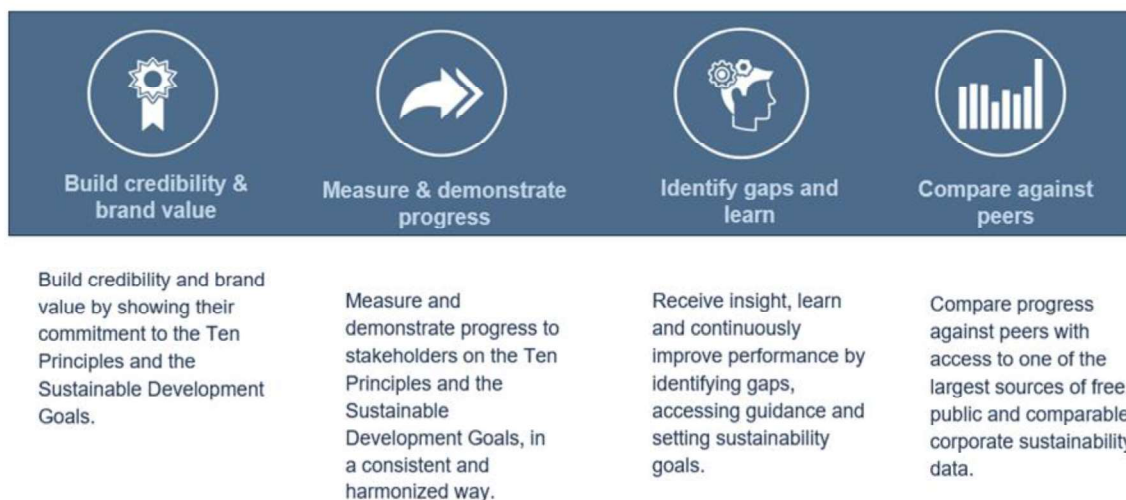 Build credibility &
brand value
Measure & demonstrate
progress
Identify gaps and
learn
Compare against
peers
Build credibility and brand
value by showing their
commitment to the Ten
Principles and the
Sustainable Development
Goals.
Measure and
demonstrate progress to
stakeholders on the Ten
Principles and the
Sustainable
Development Goals, in
a consistent and
harmonized way.
Receive insight, learn
and continuously
improve performance by
identifying gaps,
accessing guidance and
setting sustainability
goals.
Compare progress
against peers with
access to one of the
largest sources of free
public and comparable
corporate sustainability
data.